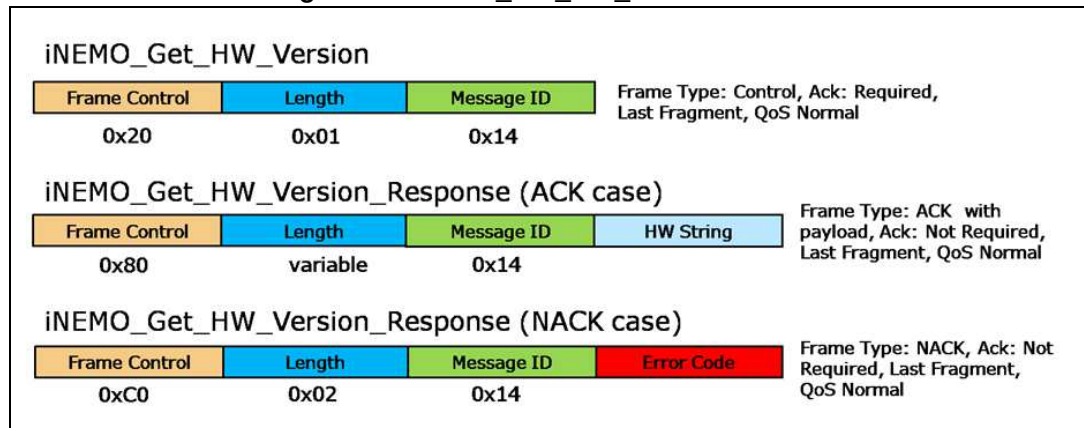 iNEMO_Get_HW_Version
Frame Control Length Message ID
0x20 0x01 0x14
Frame Type: Control, Ack: Required,
Last Fragment, QoS Normal
iNEMO_Get_HW_Version_Response (ACK case)
Frame Control Length Message ID HW String
0x80 variable 0x14
Frame Type: ACK with
payload, Ack: Not Required,
Last Fragment, QoS Normal
iNEMO_Get_HW_Version_Response (NACK case)
Frame Control Length Message ID Error Code
0xC0 0x02 0x14
Frame Type: NACK, Ack: Not
Required, Last Fragment,
QoS Normal